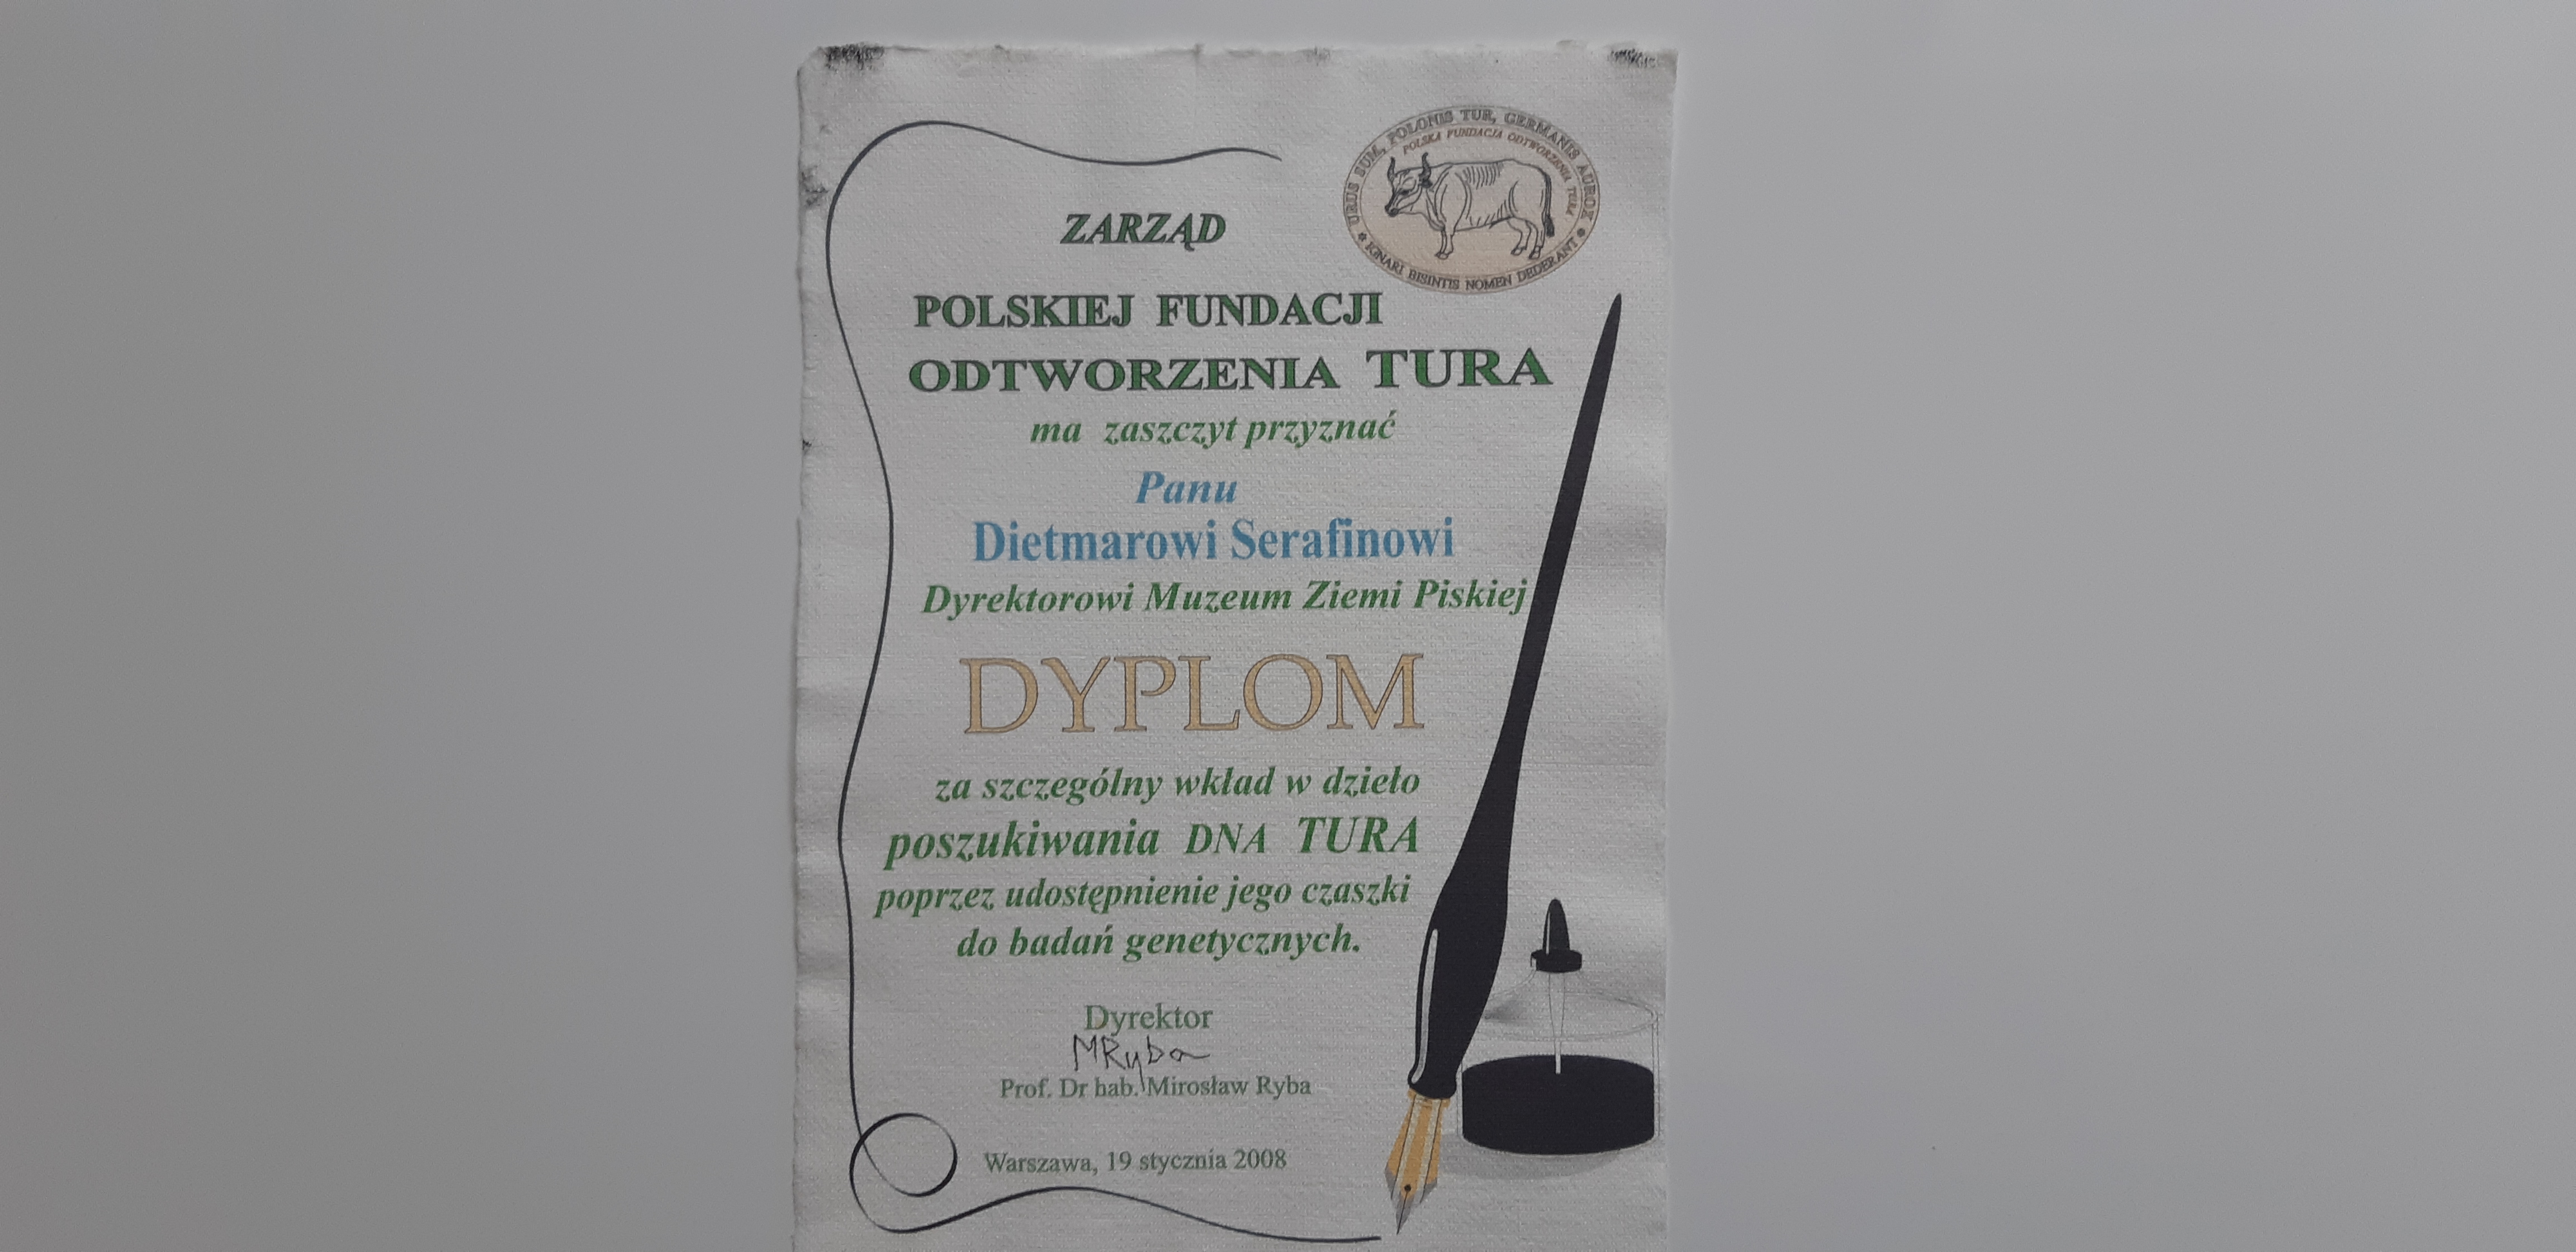 URUS SUM, POLONIS TUR, GERMANIS AUROX
POLSKA FUNDACJA ODTWORZENIA TURA
IGNARI BISINTIS NOMEN DEDERANT
ZARZĄD
POLSKIEJ FUNDACJI
ODTWORZENIA TURA
ma zaszczyt przyznać
Panu
Dietmarowi Serafinowi
Dyrektorowi Muzeum Ziemi Piskiej
DYPLOM
za szczególny wkład w dzieło
poszukiwania DNA TURA
poprzez udostępnienie jego czaszki
do badań genetycznych.
Dyrektor
MRyba
Prof. Dr hab. Mirosław Ryba
Warszawa, 19 stycznia 2008